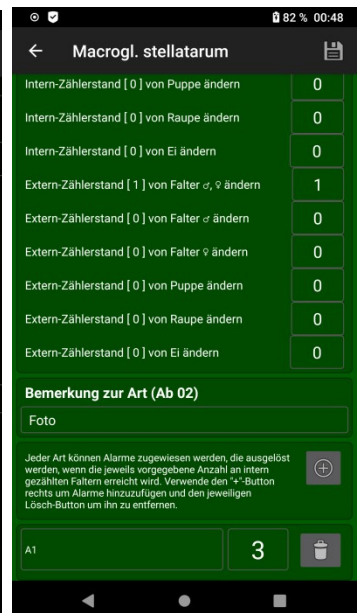 82 % 00:48
Macrogl. stellatarum
Intern-Zählerstand [ 0 ] von Puppe ändern 0
Intern-Zählerstand [ 0 ] von Raupe ändern 0
Intern-Zählerstand [ 0 ] von Ei ändern 0
Extern-Zählerstand [ 1 ] von Falter ♂, ♀ ändern 1
Extern-Zählerstand [ 0 ] von Falter ♂ ändern 0
Extern-Zählerstand [ 0 ] von Falter ♀ ändern 0
Extern-Zählerstand [ 0 ] von Puppe ändern 0
Extern-Zählerstand [ 0 ] von Raupe ändern 0
Extern-Zählerstand [ 0 ] von Ei ändern 0
Bemerkung zur Art (Ab 02)
Foto
Jeder Art können Alarme zugewiesen werden, die ausgelöst
werden, wenn die jeweils vorgegebene Anzahl an intern
gezählten Faltern erreicht wird. Verwende den "+"-Button
rechts um Alarme hinzuzufügen und den jeweiligen
Lösch-Button um ihn zu entfernen.
A1 3